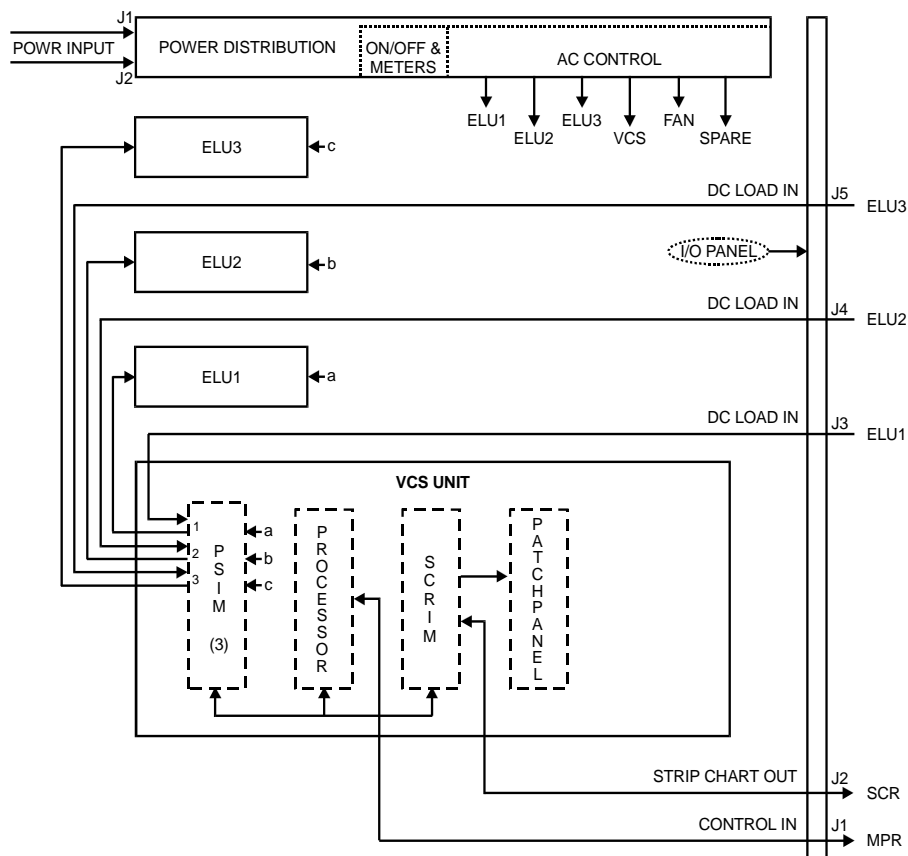 J1
POWR INPUT
J2
POWER DISTRIBUTION
ON/OFF &
METERS
AC CONTROL
ELU1
ELU2
ELU3
VCS
FAN
SPARE
ELU3
c
DC LOAD IN
J5
ELU3
ELU2
b
I/O PANEL
DC LOAD IN
J4
ELU2
ELU1
a
DC LOAD IN
J3
ELU1
VCS UNIT
1
2
3
PSIM
(3)
a
b
c
PROCESSOR
SCRIM
PATCHPANEL
STRIP CHART OUT
J2
SCR
CONTROL IN
J1
MPR